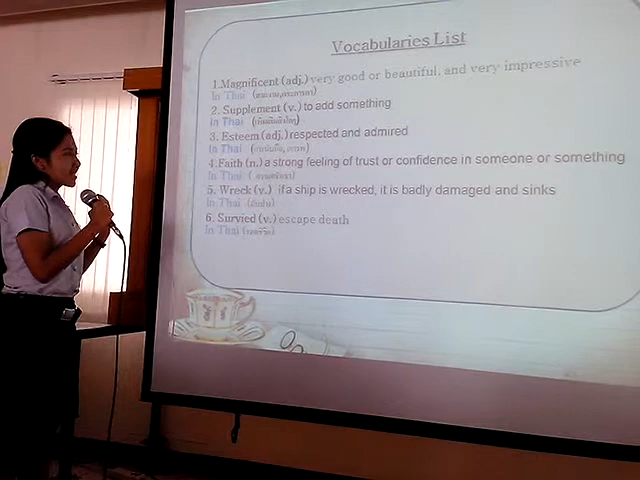 Vocabularies List
1.Magnificent (adj.) very good or beautiful, and very impressive
In Thai
2. Supplement (v.) to add something
In Thai
3. Esteem (adj.) respected and admired
In Thai
4.Faith (n.) a strong feeling of trust or confidence in someone or something
In Thai
5. Wreck (v.) if a ship is wrecked, it is badly damaged and sinks
In Thai
6. Survied (v.) escape death
In Thai